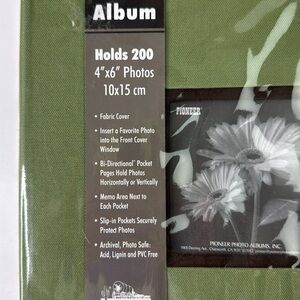 Album
Holds 200
4"x6" Photos
10x15 cm
• Fabric Cover
• Insert a Favorite Photo
into the Front Cover
Window
• Bi-Directional Pocket
Pages Hold Photos
Horizontally or Vertically
• Memo Area Next to
Each Pocket
• Slip-in Pockets Securely
Protect Photos
• Archival, Photo Safe:
Acid, Lignin and PVC Free
PIONEER
PIONEER PHOTO ALBUMS, INC.